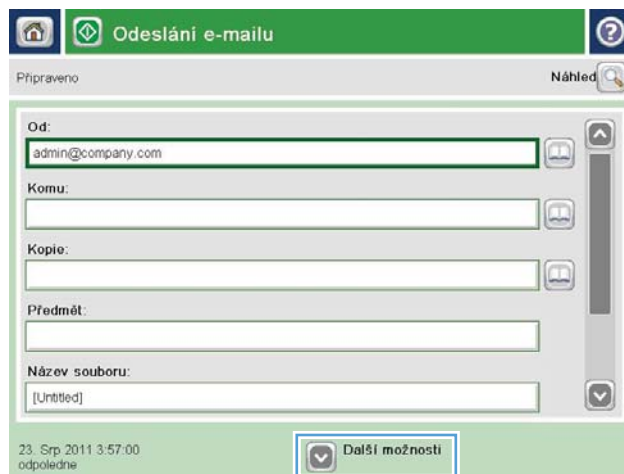 Odeslání e-mailu
Připraveno
Náhled
Od:
admin@company.com
Komu:
Kopie:
Předmět:
Název souboru:
[Untitled]
23. Srp 2011 3:57:00
odpoledne
Další možnosti